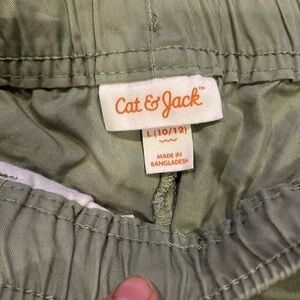 Cat & Jack™
L (10/12)
MADE IN
BANGLADESH